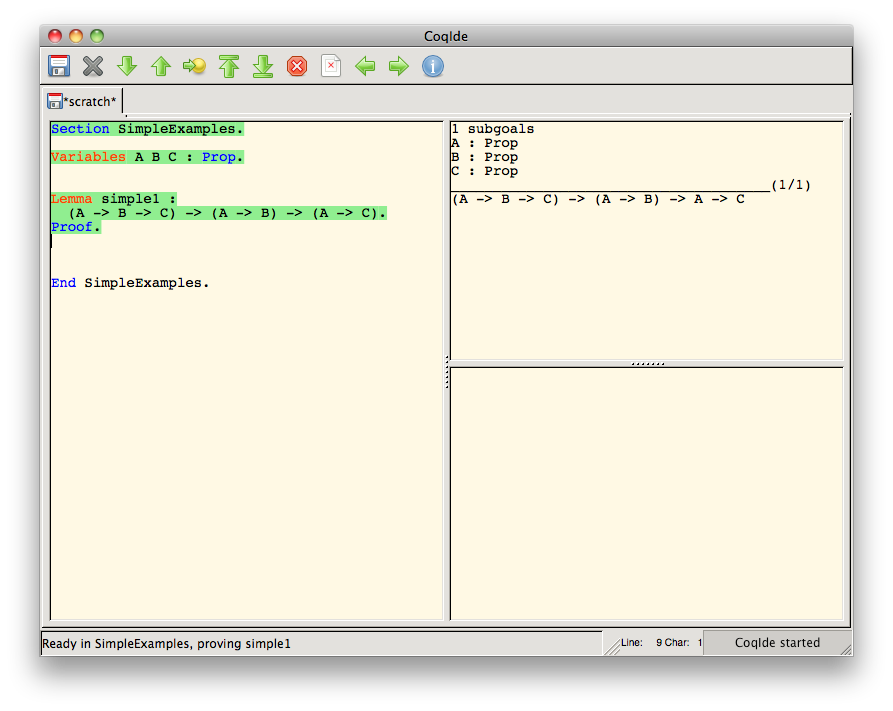 CoqIde
*scratch*
Section SimpleExamples.
Variables A B C : Prop.
Lemma simple1 :
(A -> B -> C) -> (A -> B) -> (A -> C).
Proof.
End SimpleExamples.
1 subgoals
A : Prop
B : Prop
C : Prop
______________________________________(1/1)
(A -> B -> C) -> (A -> B) -> A -> C
Ready in SimpleExamples, proving simple1
Line: 9 Char: 1
CoqIde started